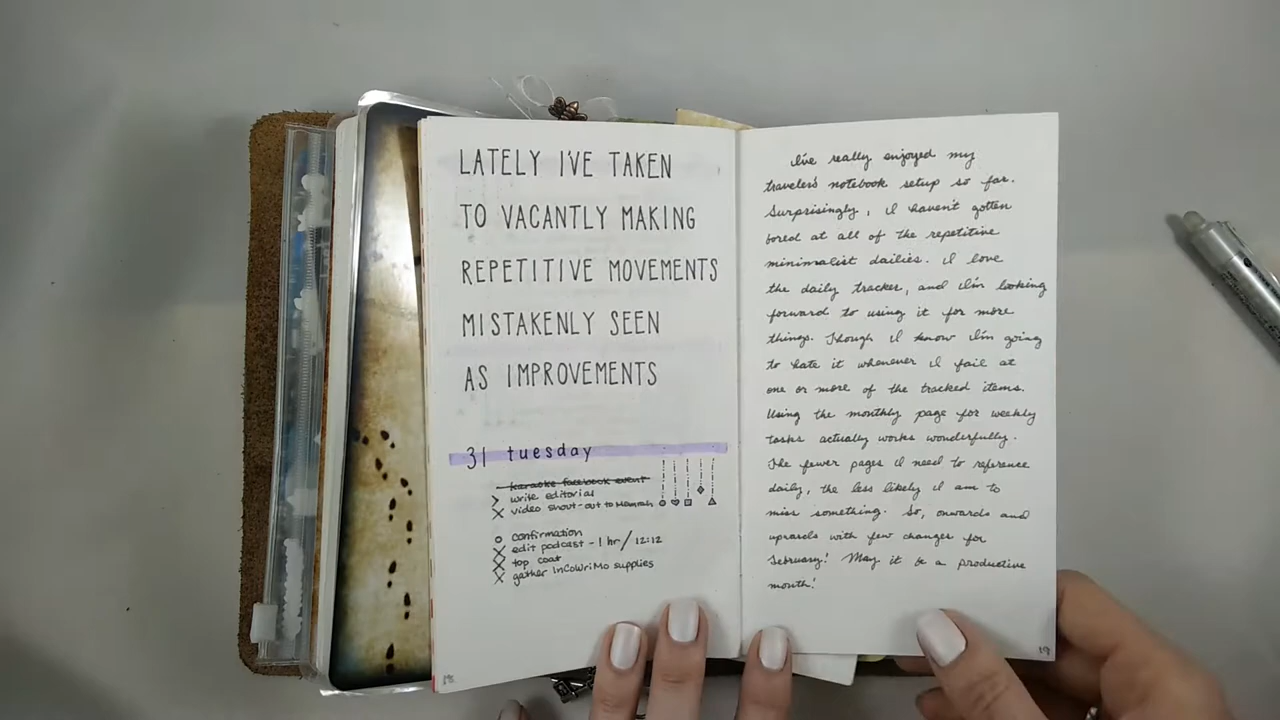 LATELY I'VE TAKEN
TO VACANTLY MAKING
REPETITIVE MOVEMENTS
MISTAKENLY SEEN
AS IMPROVEMENTS
31 tuesday
karaoke facebook event
> write editorial
X video shout-out to Hannah
o confirmation
X edit podcast - 1 hr / 12:12
X top coat
X gather InCoWriMo supplies
18
I've really enjoyed my
traveler's notebook setup so far.
Surprisingly, I haven't gotten
bored at all of the repetitive
minimalist dailies. I love
the daily tracker, and I'm looking
forward to using it for more
things. Though I know I'm going
to hate it whenever I fail at
one or more of the tracked items.
Using the monthly page for weekly
tasks actually works wonderfully.
The fewer pages I need to reference
daily, the less likely I am to
miss something. So, onwards and
upwards with few changes for
February! May it be a productive
month!
19